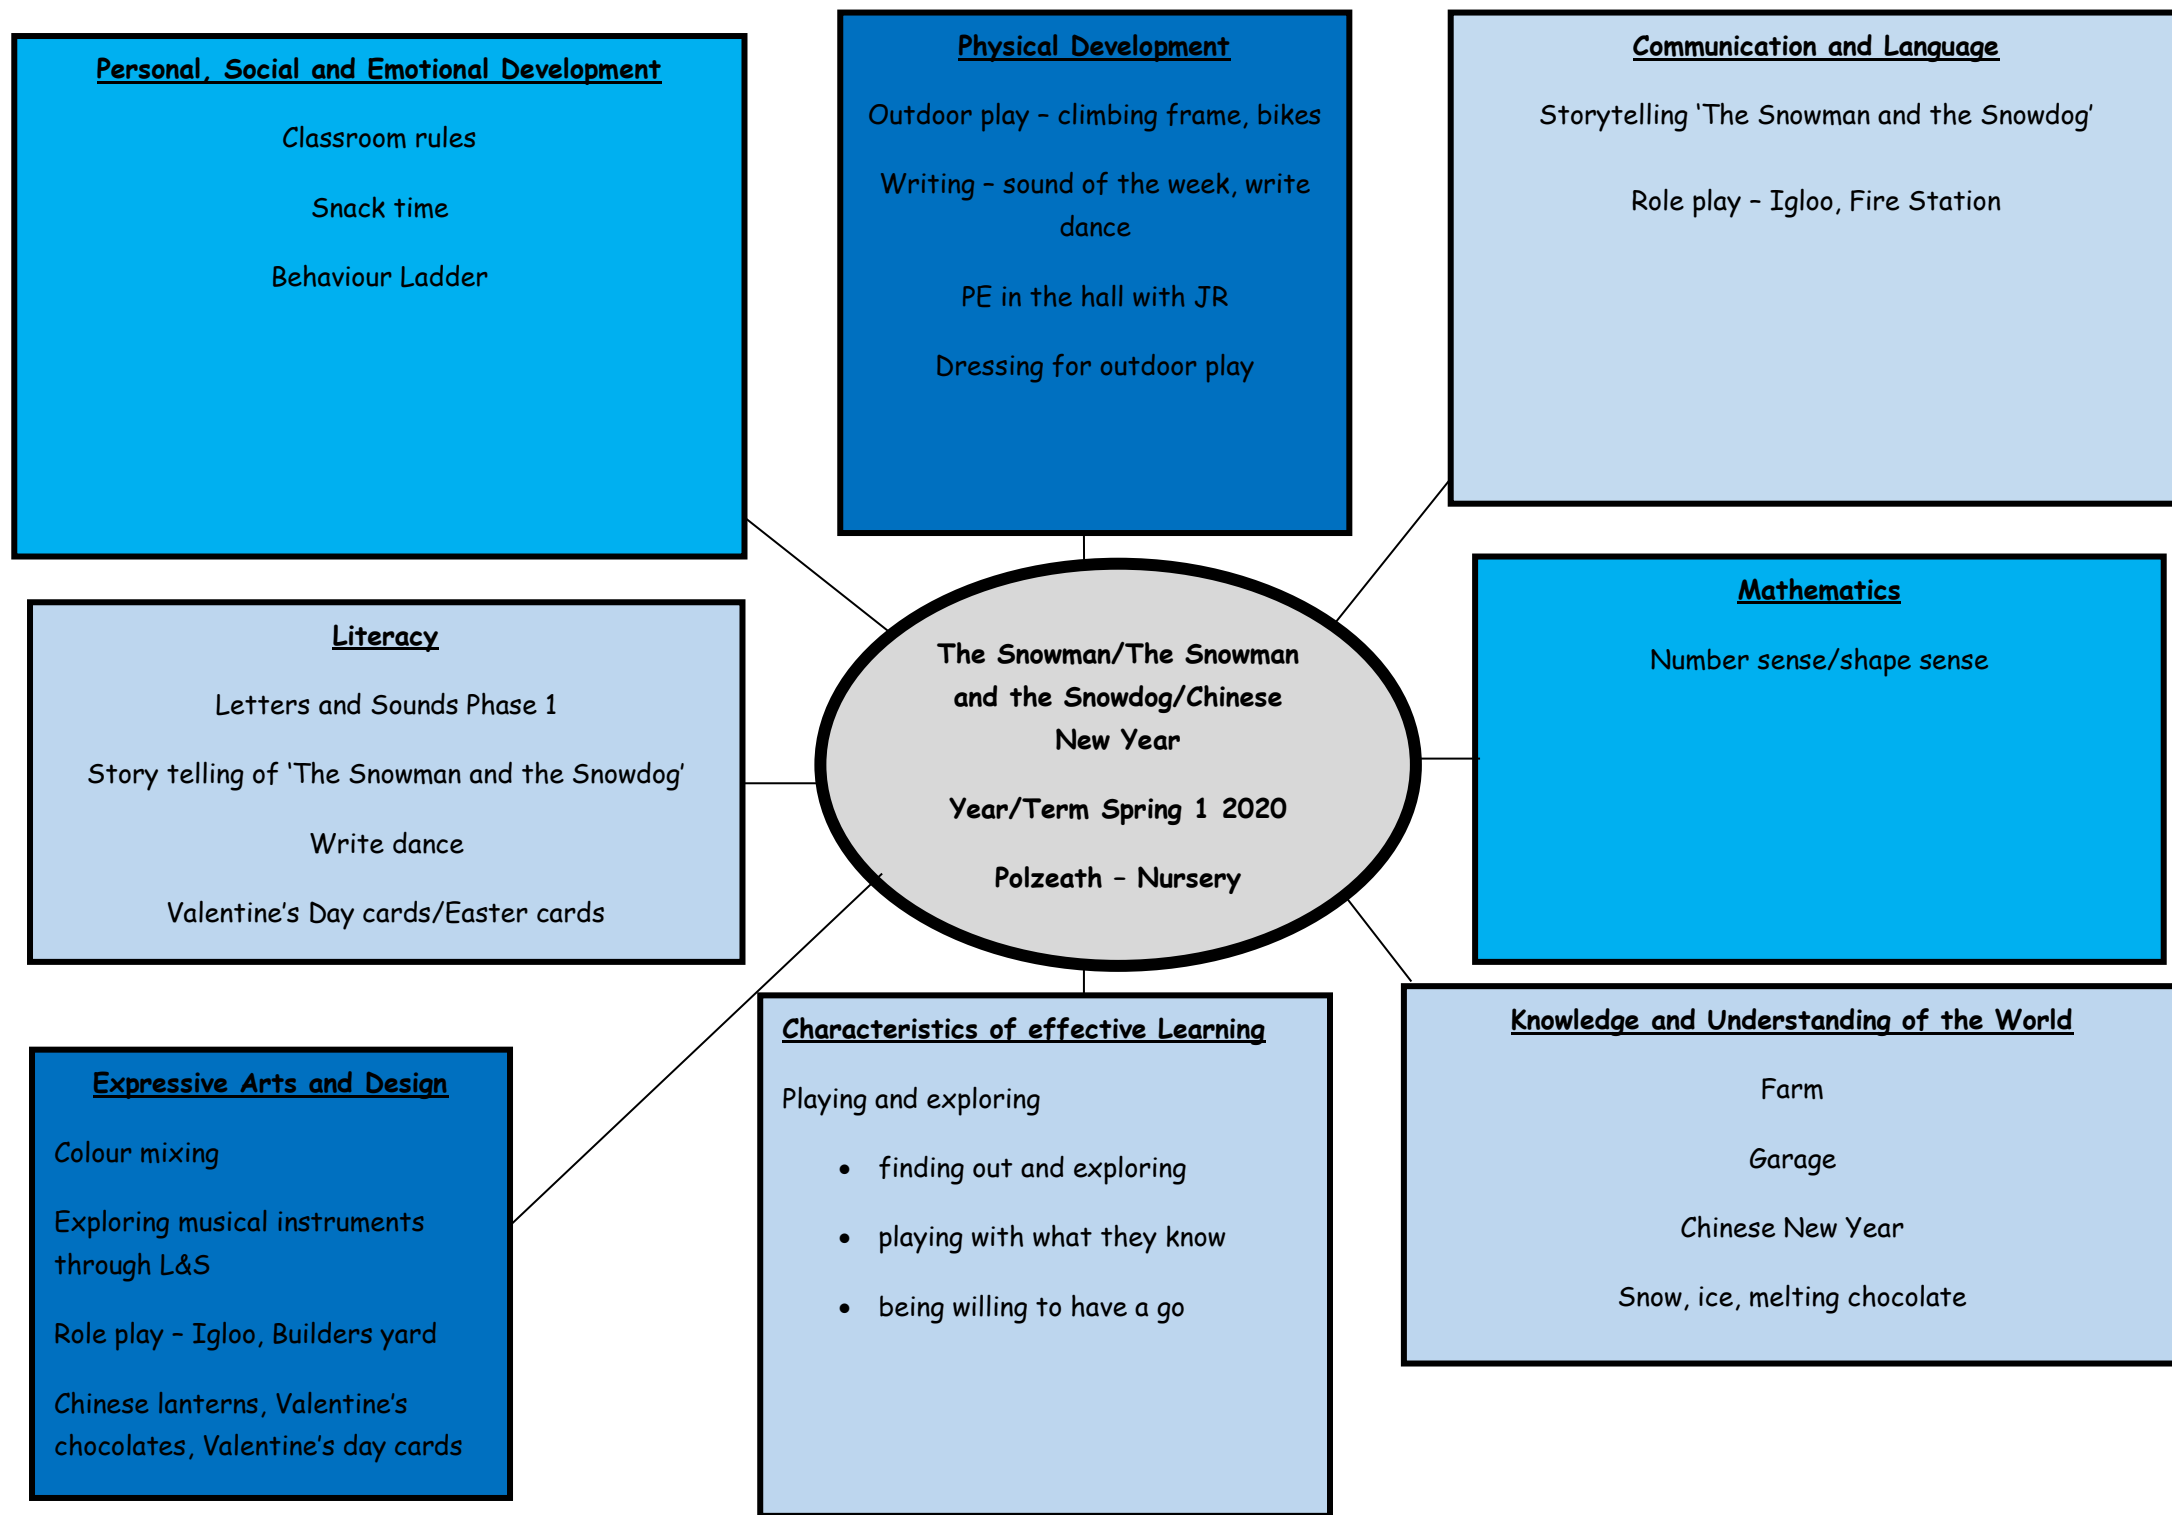 Personal, Social and Emotional Development
Classroom rules
Snack time
Behaviour Ladder
Physical Development
Outdoor play – climbing frame, bikes
Writing – sound of the week, write
dance
PE in the hall with JR
Dressing for outdoor play
Communication and Language
Storytelling ‘The Snowman and the Snowdog’
Role play – Igloo, Fire Station
Literacy
Letters and Sounds Phase 1
Story telling of ‘The Snowman and the Snowdog’
Write dance
Valentine’s Day cards/Easter cards
The Snowman/The Snowman
and the Snowdog/Chinese
New Year
Year/Term Spring 1 2020
Polzeath – Nursery
Mathematics
Number sense/shape sense
Expressive Arts and Design
Colour mixing
Exploring musical instruments
through L&S
Role play – Igloo, Builders yard
Chinese lanterns, Valentine’s
chocolates, Valentine’s day cards
Characteristics of effective Learning
Playing and exploring
• finding out and exploring
• playing with what they know
• being willing to have a go
Knowledge and Understanding of the World
Farm
Garage
Chinese New Year
Snow, ice, melting chocolate